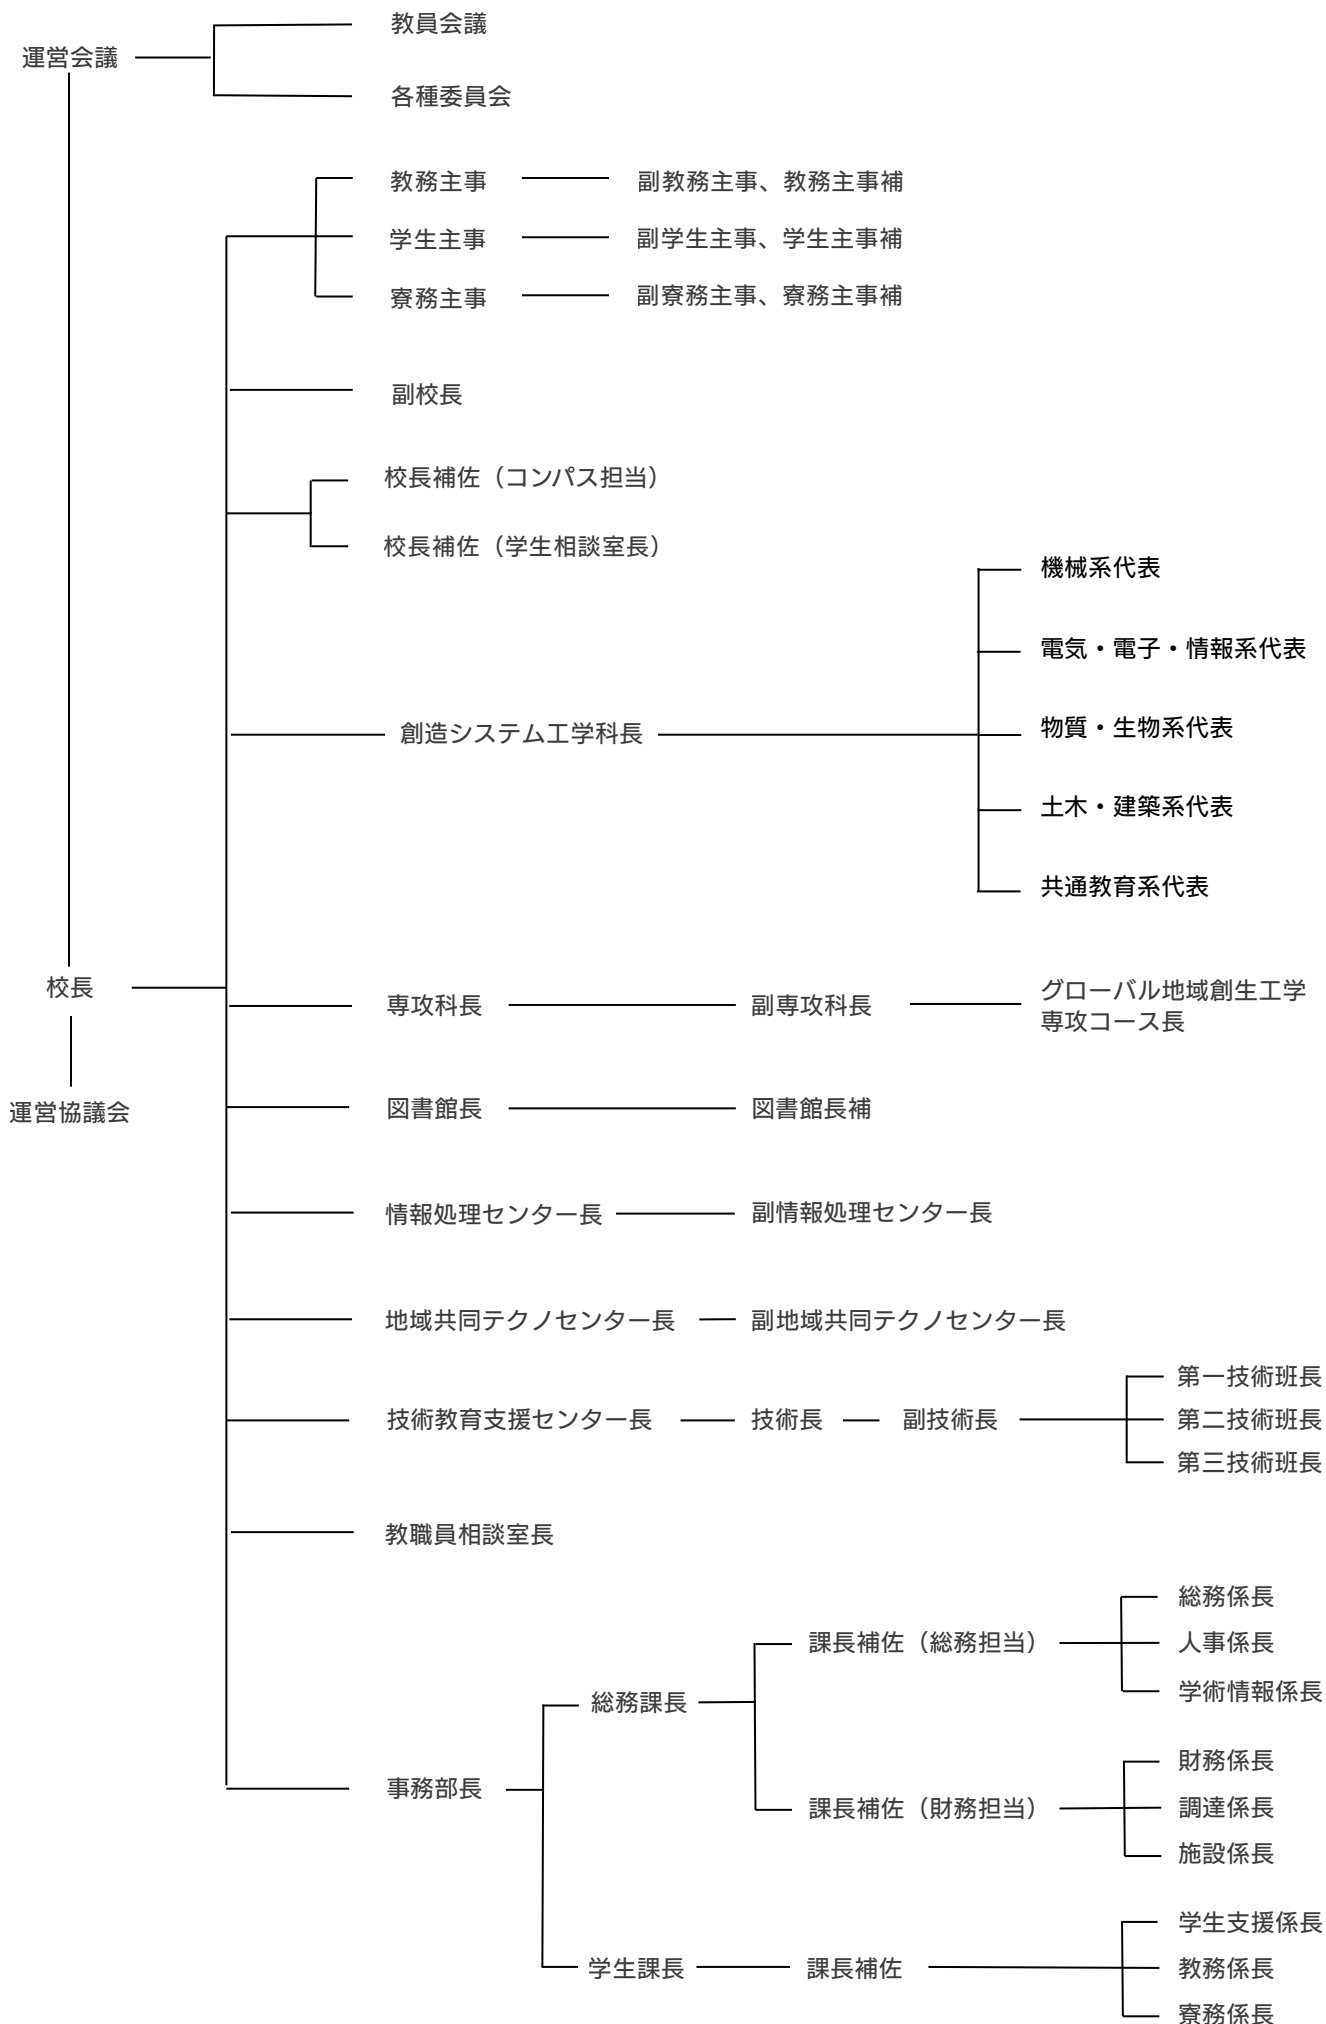 教員会議
運営会議
各種委員会
教務主事 副教務主事、教務主事補
学生主事 副学生主事、学生主事補
寮務主事 副寮務主事、寮務主事補
副校長
校長補佐（コンパス担当）
校長補佐（学生相談室長）
機械系代表
電気・電子・情報系代表
創造システム工学科長 物質・生物系代表
土木・建築系代表
共通教育系代表
校長
専攻科長 副専攻科長 グローバル地域創生工学
専攻コース長
運営協議会
図書館長 図書館長補
情報処理センター長 副情報処理センター長
地域共同テクノセンター長 副地域共同テクノセンター長
第一技術班長
技術教育支援センター長 技術長 副技術長 第二技術班長
第三技術班長
教職員相談室長
総務係長
課長補佐（総務担当） 人事係長
学術情報係長
総務課長
財務係長
事務部長
課長補佐（財務担当） 調達係長
施設係長
学生支援係長
学生課長 課長補佐 教務係長
寮務係長